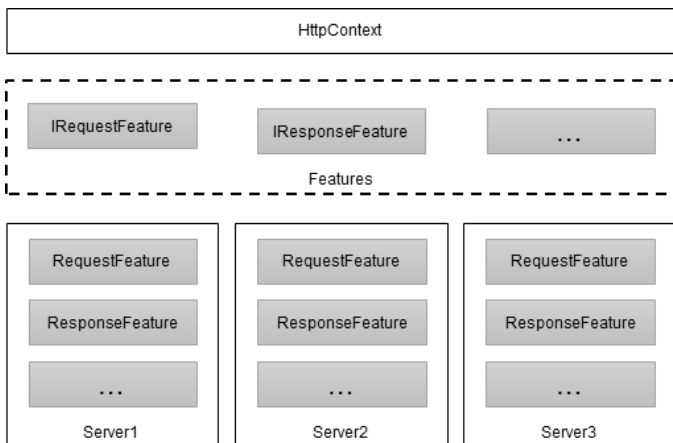 HttpContext
IRequestFeature
IResponseFeature
...
Features
RequestFeature
ResponseFeature
...
Server1
RequestFeature
ResponseFeature
...
Server2
RequestFeature
ResponseFeature
...
Server3